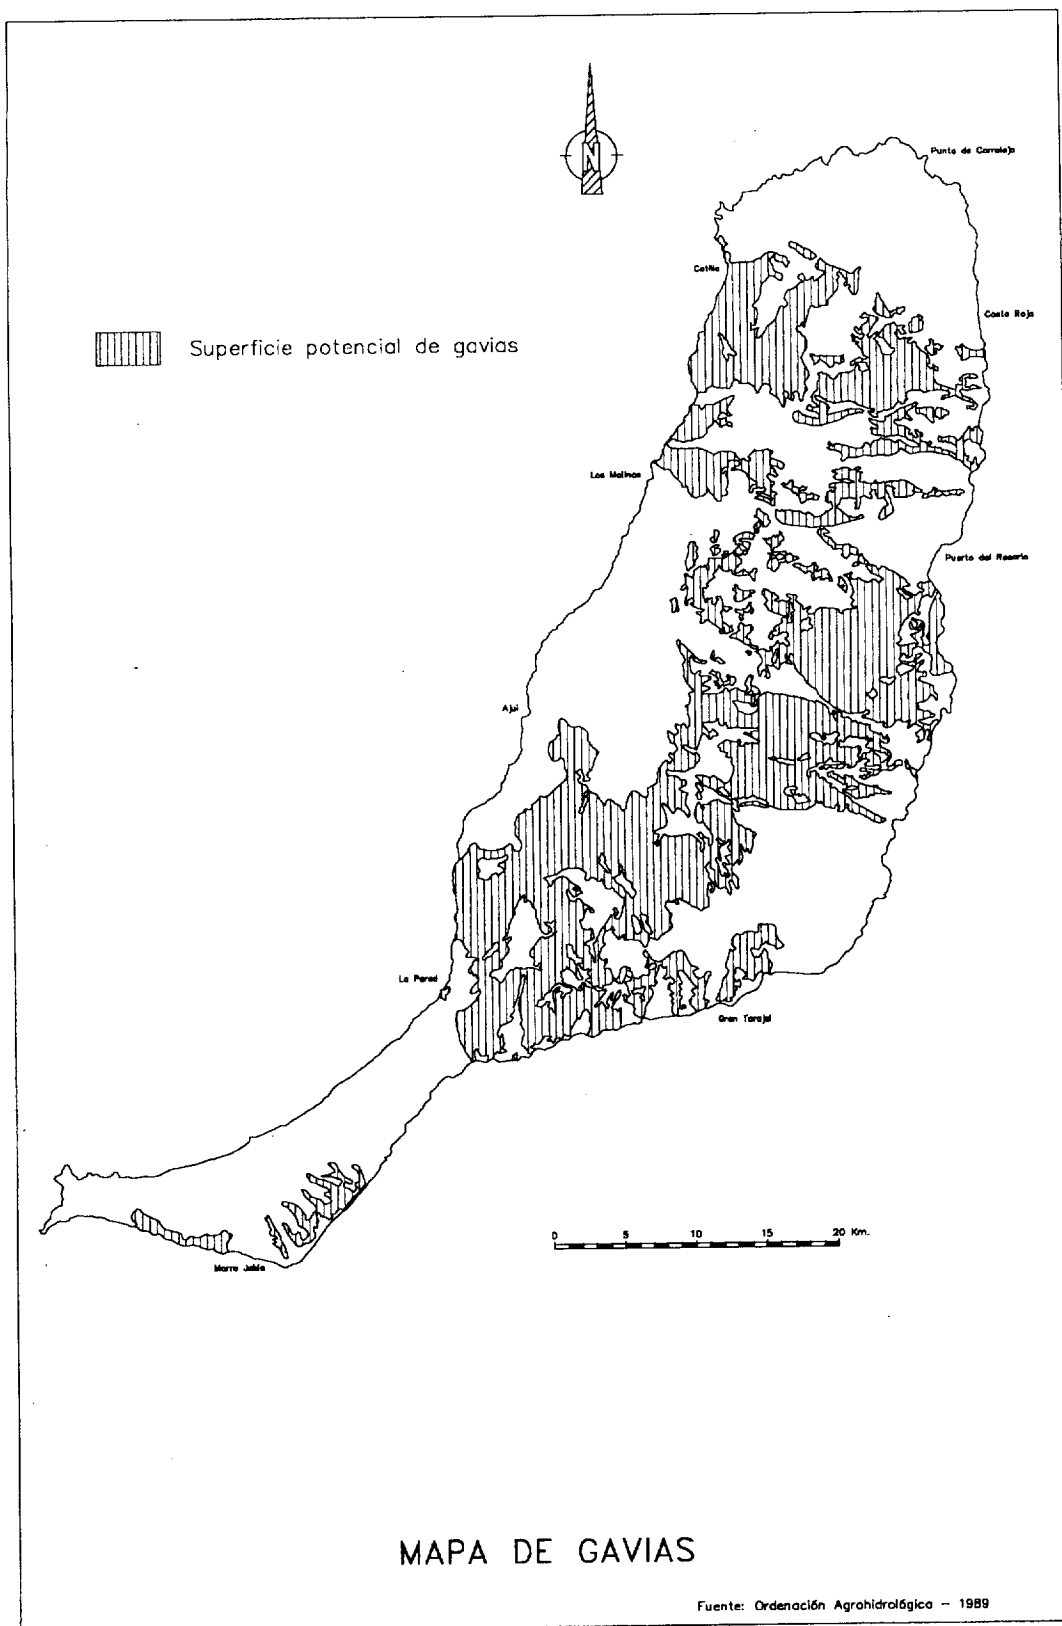 N
Punta de Corralejo
Cotillo
Costa Roja
Superficie potencial de gavias
Los Molinos
Puerto del Rosario
Ajui
La Pared
Gran Tarajal
0 5 10 15 20 Km.
Morro Jable
MAPA DE GAVIAS
Fuente: Ordenación Agrohidrológica - 1989